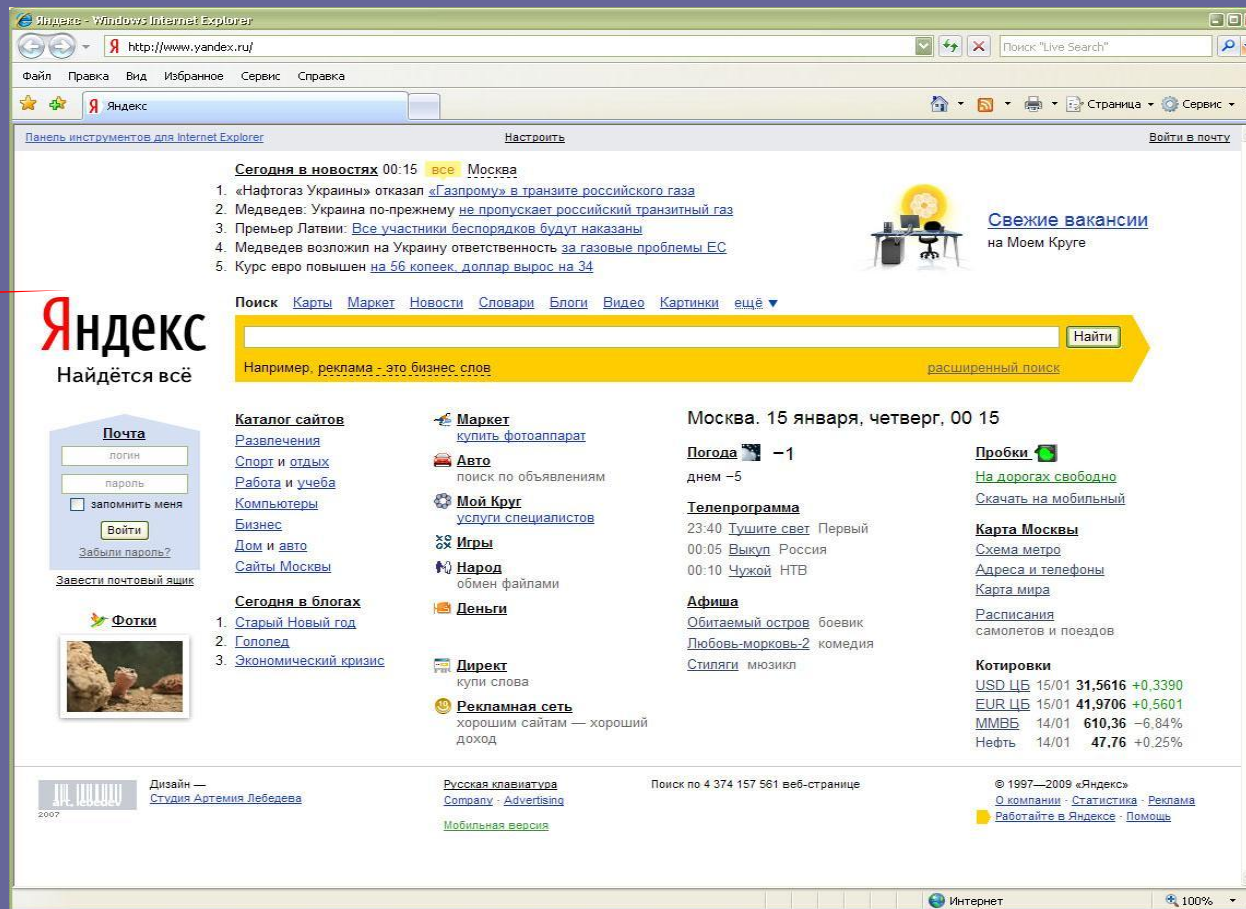 Яндекс - Windows Internet Explorer
http://www.yandex.ru/
Поиск "Live Search"
Файл Правка Вид Избранное Сервис Справка
Яндекс
Страница Сервис
Панель инструментов для Internet Explorer Настроить Войти в почту
Сегодня в новостях 00:15 все Москва
1. «Нафтогаз Украины» отказал «Газпрому» в транзите российского газа
2. Медведев: Украина по-прежнему не пропускает российский транзитный газ
3. Премьер Латвии: Все участники беспорядков будут наказаны
4. Медведев возложил на Украину ответственность за газовые проблемы ЕС
5. Курс евро повышен на 56 копеек, доллар вырос на 34
Свежие вакансии
на Моем Круге
Яндекс
Найдётся всё
Поиск Карты Маркет Новости Словари Блоги Видео Картинки ещё ▼
Найти
Например, реклама - это бизнес слов
расширенный поиск
Почта
логин
пароль
запомнить меня
Войти
Забыли пароль?
Завести почтовый ящик
Фотки
Каталог сайтов
Развлечения
Спорт и отдых
Работа и учеба
Компьютеры
Бизнес
Дом и авто
Сайты Москвы
Сегодня в блогах
1. Старый Новый год
2. Гололед
3. Экономический кризис
Маркет
купить фотоаппарат
Авто
поиск по объявлениям
Мой Круг
услуги специалистов
Игры
Народ
обмен файлами
Деньги
Директ
купи слова
Рекламная сеть
хорошим сайтам — хороший
доход
Москва. 15 января, четверг, 00 15
Погода −1
днем −5
Телепрограмма
23:40 Тушите свет Первый
00:05 Выкуп Россия
00:10 Чужой НТВ
Афиша
Обитаемый остров боевик
Любовь-морковь-2 комедия
Стиляги мюзикл
Пробки
На дорогах свободно
Скачать на мобильный
Карта Москвы
Схема метро
Адреса и телефоны
Карта мира
Расписания
самолетов и поездов
Котировки
USD ЦБ 15/01 31,5616 +0,3390
EUR ЦБ 15/01 41,9706 +0,5601
ММВБ 14/01 610,36 −6,84%
Нефть 14/01 47,76 +0,25%
art. lebedev
2007
Дизайн —
Студия Артемия Лебедева
Русская клавиатура
Company · Advertising
Мобильная версия
Поиск по 4 374 157 561 веб-странице
© 1997—2009 «Яндекс»
О компании · Статистика · Реклама
Работайте в Яндексе · Помощь
Интернет 100%